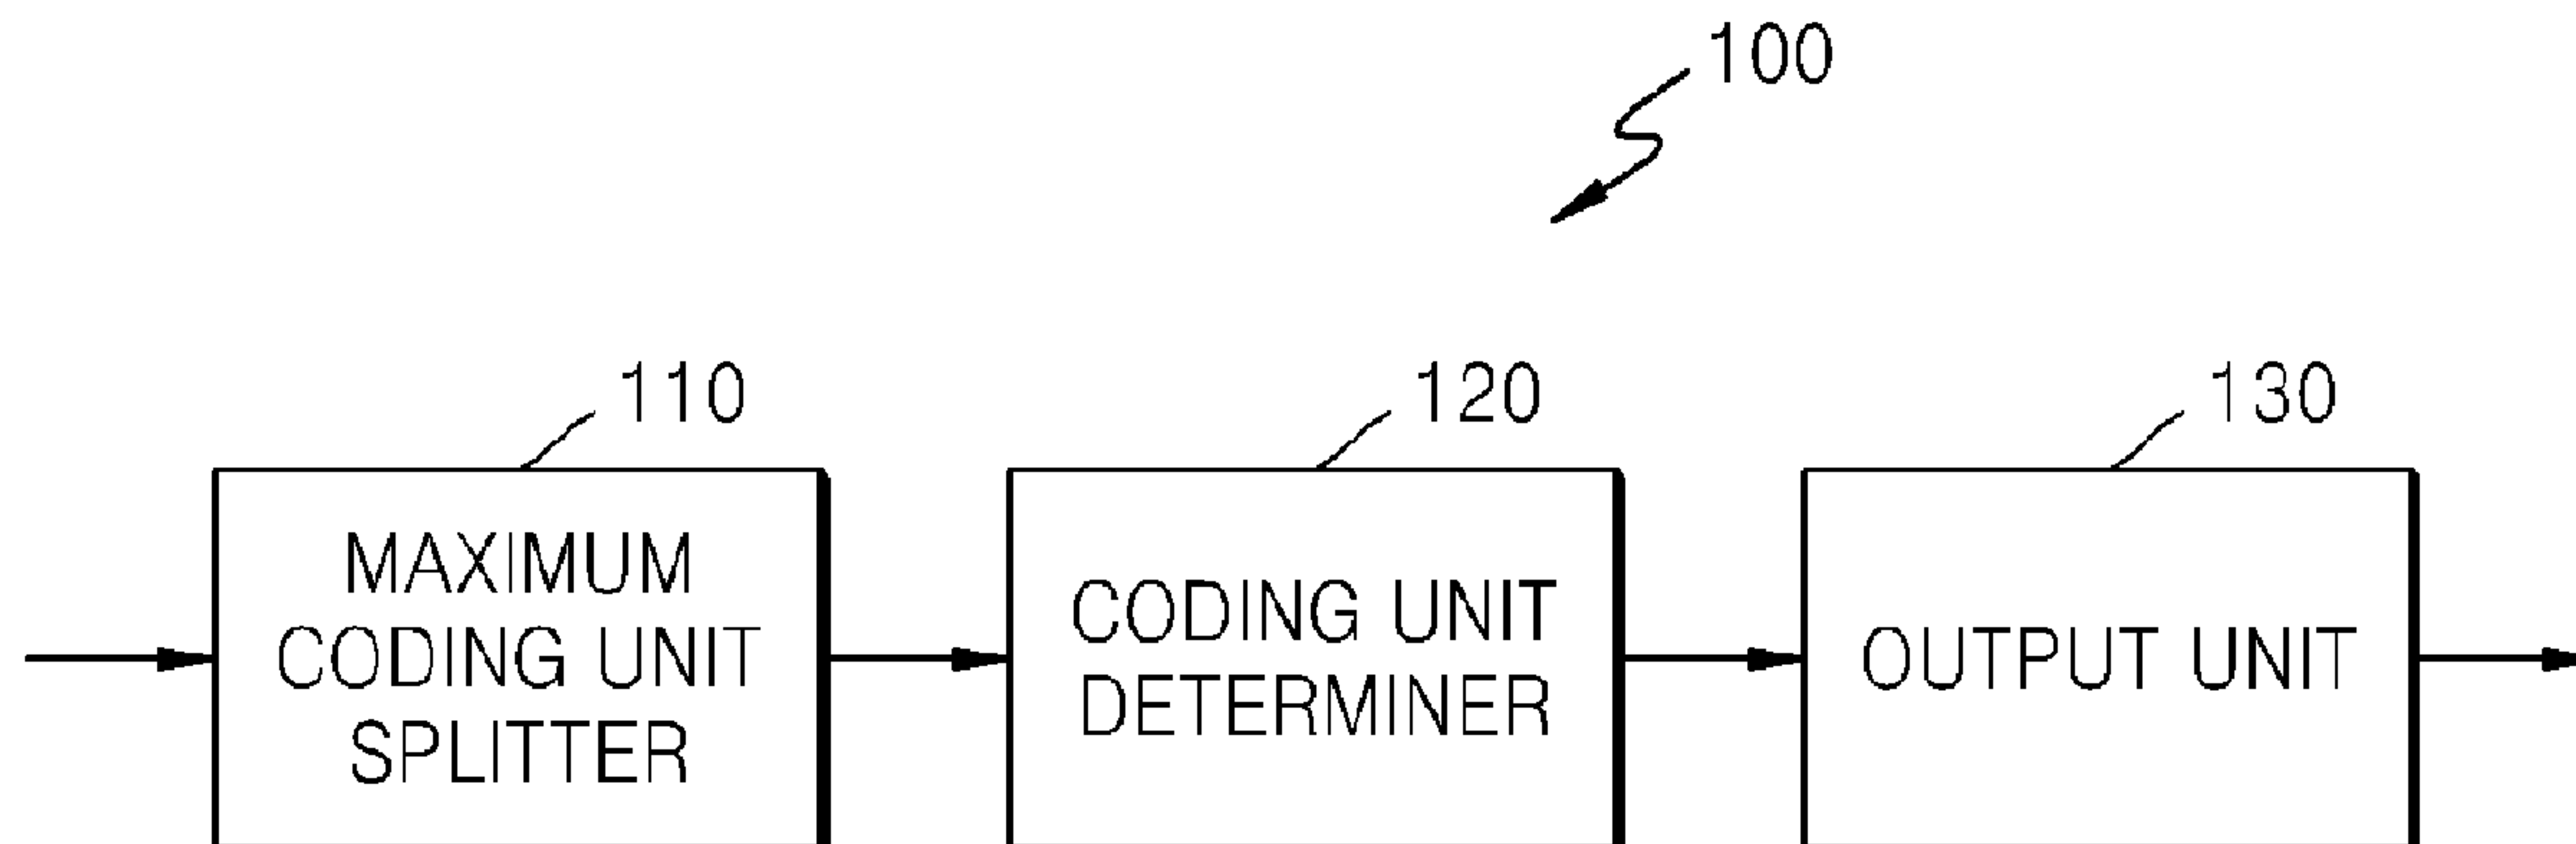 100
110
120
130
MAXIMUM
CODING UNIT
SPLITTER
CODING UNIT
DETERMINER
OUTPUT UNIT